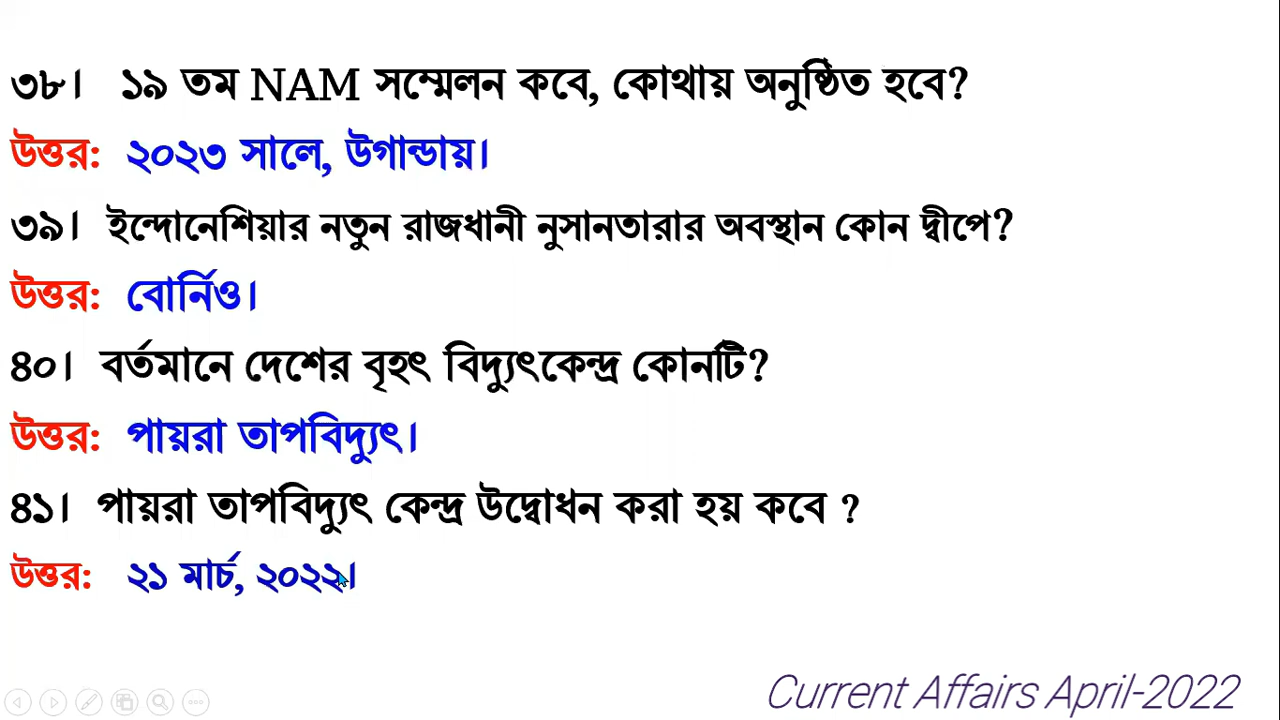 ৩৮। ১৯ তম NAM সম্মেলন কবে, কোথায় অনুষ্ঠিত হবে?
উত্তর: ২০২৩ সালে, উগান্ডায়।
৩৯। ইন্দোনেশিয়ার নতুন রাজধানী নুসানতারার অবস্থান কোন দ্বীপে?
উত্তর: বোর্নিও।
৪০। বর্তমানে দেশের বৃহৎ বিদ্যুৎকেন্দ্র কোনটি?
উত্তর: পায়রা তাপবিদ্যুৎ।
৪১। পায়রা তাপবিদ্যুৎ কেন্দ্র উদ্বোধন করা হয় কবে ?
উত্তর: ২১ মার্চ, ২০২২।
Current Affairs April-2022